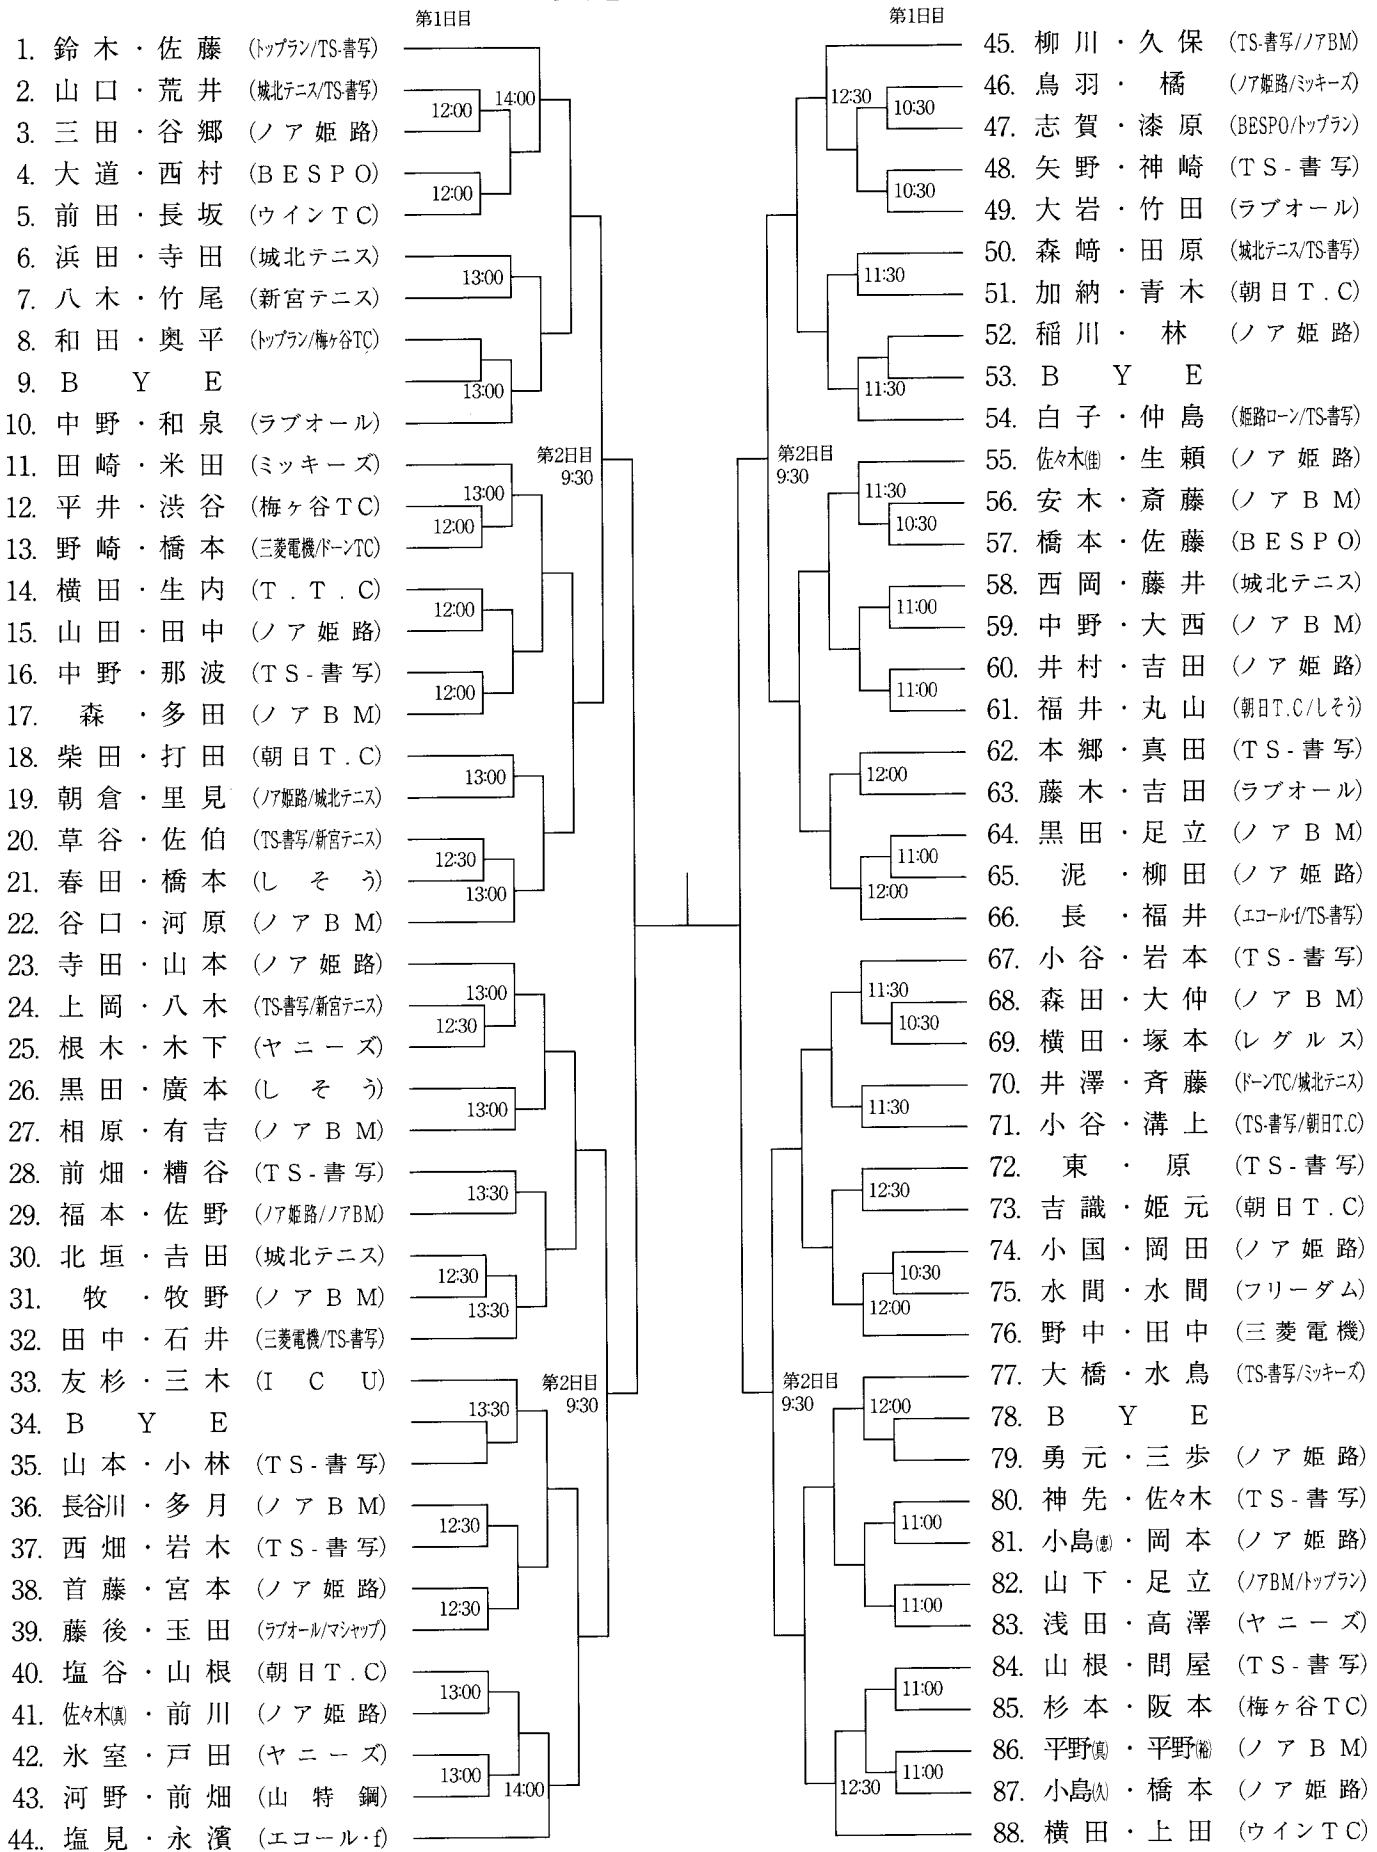 第1日目
1. 鈴木・佐藤 (トップラン/TS-書写)
2. 山口・荒井 (城北テニス/TS-書写)
3. 三田・谷郷 (ノア姫路)
4. 大道・西村 (BESPO)
5. 前田・長坂 (ウインTC)
6. 浜田・寺田 (城北テニス)
7. 八木・竹尾 (新宮テニス)
8. 和田・奥平 (トップラン/梅ヶ谷TC)
9. BYE
10. 中野・和泉 (ラブオール)
11. 田崎・米田 (ミッキーズ)
12. 平井・渋谷 (梅ヶ谷TC)
13. 野崎・橋本 (三菱電機/ドーンTC)
14. 横田・生内 (T.T.C)
15. 山田・田中 (ノア姫路)
16. 中野・那波 (TS-書写)
17. 森・多田 (ノアBM)
18. 柴田・打田 (朝日T.C)
19. 朝倉・里見 (ノア姫路/城北テニス)
20. 草谷・佐伯 (TS-書写/新宮テニス)
21. 春田・橋本 (しそう)
22. 谷口・河原 (ノアBM)
23. 寺田・山本 (ノア姫路)
24. 上岡・八木 (TS-書写/新宮テニス)
25. 根木・木下 (ヤニーズ)
26. 黒田・廣本 (しそう)
27. 相原・有吉 (ノアBM)
28. 前畑・糟谷 (TS-書写)
29. 福本・佐野 (ノア姫路/ノアBM)
30. 北垣・吉田 (城北テニス)
31. 牧・牧野 (ノアBM)
32. 田中・石井 (三菱電機/TS-書写)
33. 友杉・三木 (ICU)
34. BYE
35. 山本・小林 (TS-書写)
36. 長谷川・多月 (ノアBM)
37. 西畑・岩木 (TS-書写)
38. 首藤・宮本 (ノア姫路)
39. 藤後・玉田 (ラブオール/マシャップ)
40. 塩谷・山根 (朝日T.C)
41. 佐々木(真)・前川 (ノア姫路)
42. 氷室・戸田 (ヤニーズ)
43. 河野・前畑 (山特鋼)
44.. 塩見・永濱 (エコール・f)
14:00
12:00
12:00
13:00
13:00
第2日目
9:30
13:00
12:00
12:00
12:00
13:00
12:30
13:00
13:00
12:30
13:00
13:30
12:30
13:30
第2日目
9:30
13:30
12:30
12:30
13:00
13:00
14:00
第1日目
45. 柳川・久保 (TS-書写/ノアBM)
46. 鳥羽・橘 (ノア姫路/ミッキーズ)
47. 志賀・漆原 (BESPO/トップラン)
48. 矢野・神崎 (TS-書写)
49. 大岩・竹田 (ラブオール)
50. 森﨑・田原 (城北テニス/TS-書写)
51. 加納・青木 (朝日T.C)
52. 稲川・林 (ノア姫路)
53. BYE
54. 白子・仲島 (姫路ローン/TS-書写)
55. 佐々木(佳)・生頼 (ノア姫路)
56. 安木・斎藤 (ノアBM)
57. 橋本・佐藤 (BESPO)
58. 西岡・藤井 (城北テニス)
59. 中野・大西 (ノアBM)
60. 井村・吉田 (ノア姫路)
61. 福井・丸山 (朝日T.C/しそう)
62. 本郷・真田 (TS-書写)
63. 藤木・吉田 (ラブオール)
64. 黒田・足立 (ノアBM)
65. 泥・柳田 (ノア姫路)
66. 長・福井 (エコール・f/TS-書写)
67. 小谷・岩本 (TS-書写)
68. 森田・大仲 (ノアBM)
69. 横田・塚本 (レグルス)
70. 井澤・斉藤 (ドーンTC/城北テニス)
71. 小谷・溝上 (TS-書写/朝日T.C)
72. 東・原 (TS-書写)
73. 吉識・姫元 (朝日T.C)
74. 小国・岡田 (ノア姫路)
75. 水間・水間 (フリーダム)
76. 野中・田中 (三菱電機)
77. 大橋・水鳥 (TS-書写/ミッキーズ)
78. BYE
79. 勇元・三歩 (ノア姫路)
80. 神先・佐々木 (TS-書写)
81. 小島(恵)・岡本 (ノア姫路)
82. 山下・足立 (ノアBM/トップラン)
83. 浅田・高澤 (ヤニーズ)
84. 山根・問屋 (TS-書写)
85. 杉本・阪本 (梅ヶ谷TC)
86. 平野(真)・平野(裕) (ノアBM)
87. 小島(久)・橋本 (ノア姫路)
88. 横田・上田 (ウインTC)
12:30
10:30
10:30
11:30
11:30
第2日目
9:30
11:30
10:30
11:00
11:00
12:00
11:00
12:00
11:30
10:30
11:30
12:30
10:30
12:00
第2日目
9:30
12:00
11:00
11:00
11:00
11:00
12:30